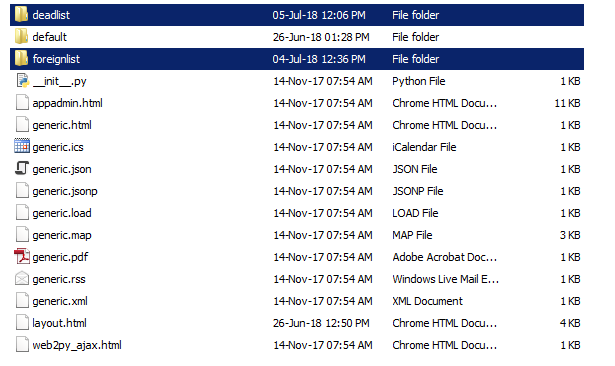 deadlist 05-Jul-18 12:06 PM File folder
default 26-Jun-18 01:28 PM File folder
foreignlist 04-Jul-18 12:36 PM File folder
__init__.py 14-Nov-17 07:54 AM Python File 1 KB
appadmin.html 14-Nov-17 07:54 AM Chrome HTML Docu... 11 KB
generic.html 14-Nov-17 07:54 AM Chrome HTML Docu... 1 KB
generic.ics 14-Nov-17 07:54 AM iCalendar File 1 KB
generic.json 14-Nov-17 07:54 AM JSON File 1 KB
generic.jsonp 14-Nov-17 07:54 AM JSONP File 1 KB
generic.load 14-Nov-17 07:54 AM LOAD File 1 KB
generic.map 14-Nov-17 07:54 AM MAP File 3 KB
generic.pdf 14-Nov-17 07:54 AM Adobe Acrobat Doc... 1 KB
generic.rss 14-Nov-17 07:54 AM Windows Live Mail E... 1 KB
generic.xml 14-Nov-17 07:54 AM XML Document 1 KB
layout.html 26-Jun-18 12:50 PM Chrome HTML Docu... 4 KB
web2py_ajax.html 14-Nov-17 07:54 AM Chrome HTML Docu... 1 KB